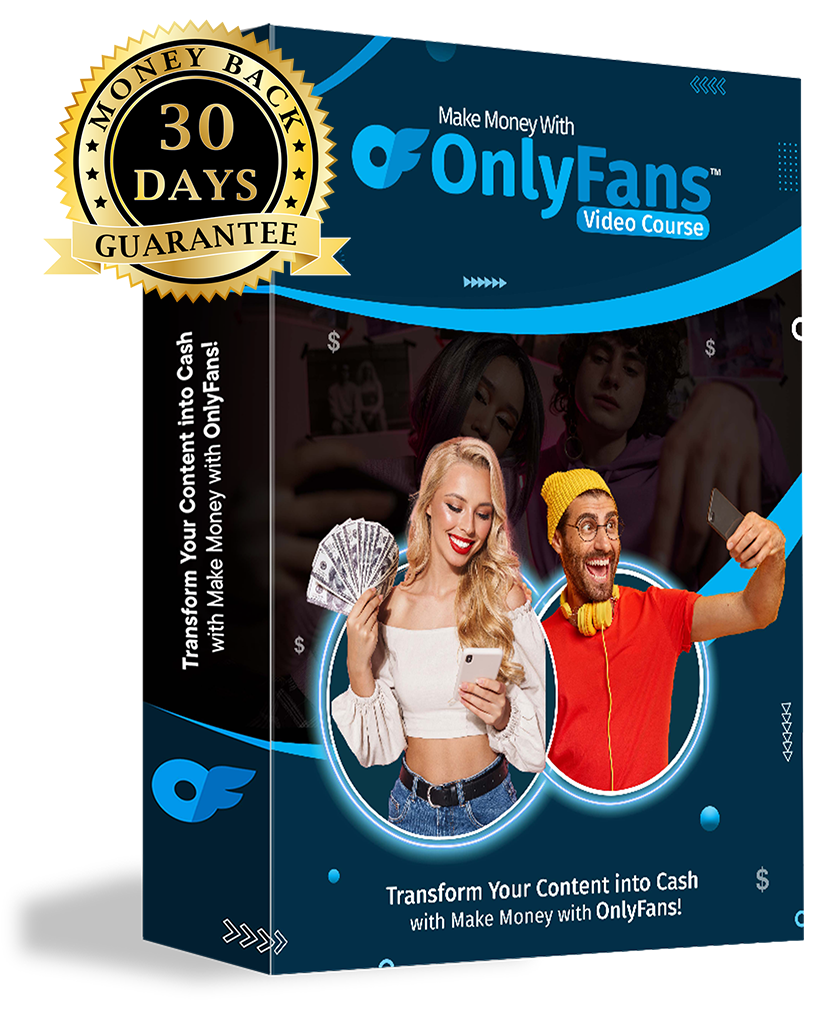 MONEY BACK
30
DAYS
GUARANTEE
Make Money With
OnlyFans™
Video Course
Transform Your Content into Cash
with Make Money with OnlyFans!
$
$
$
$
Transform Your Content into Cash
with Make Money with OnlyFans!